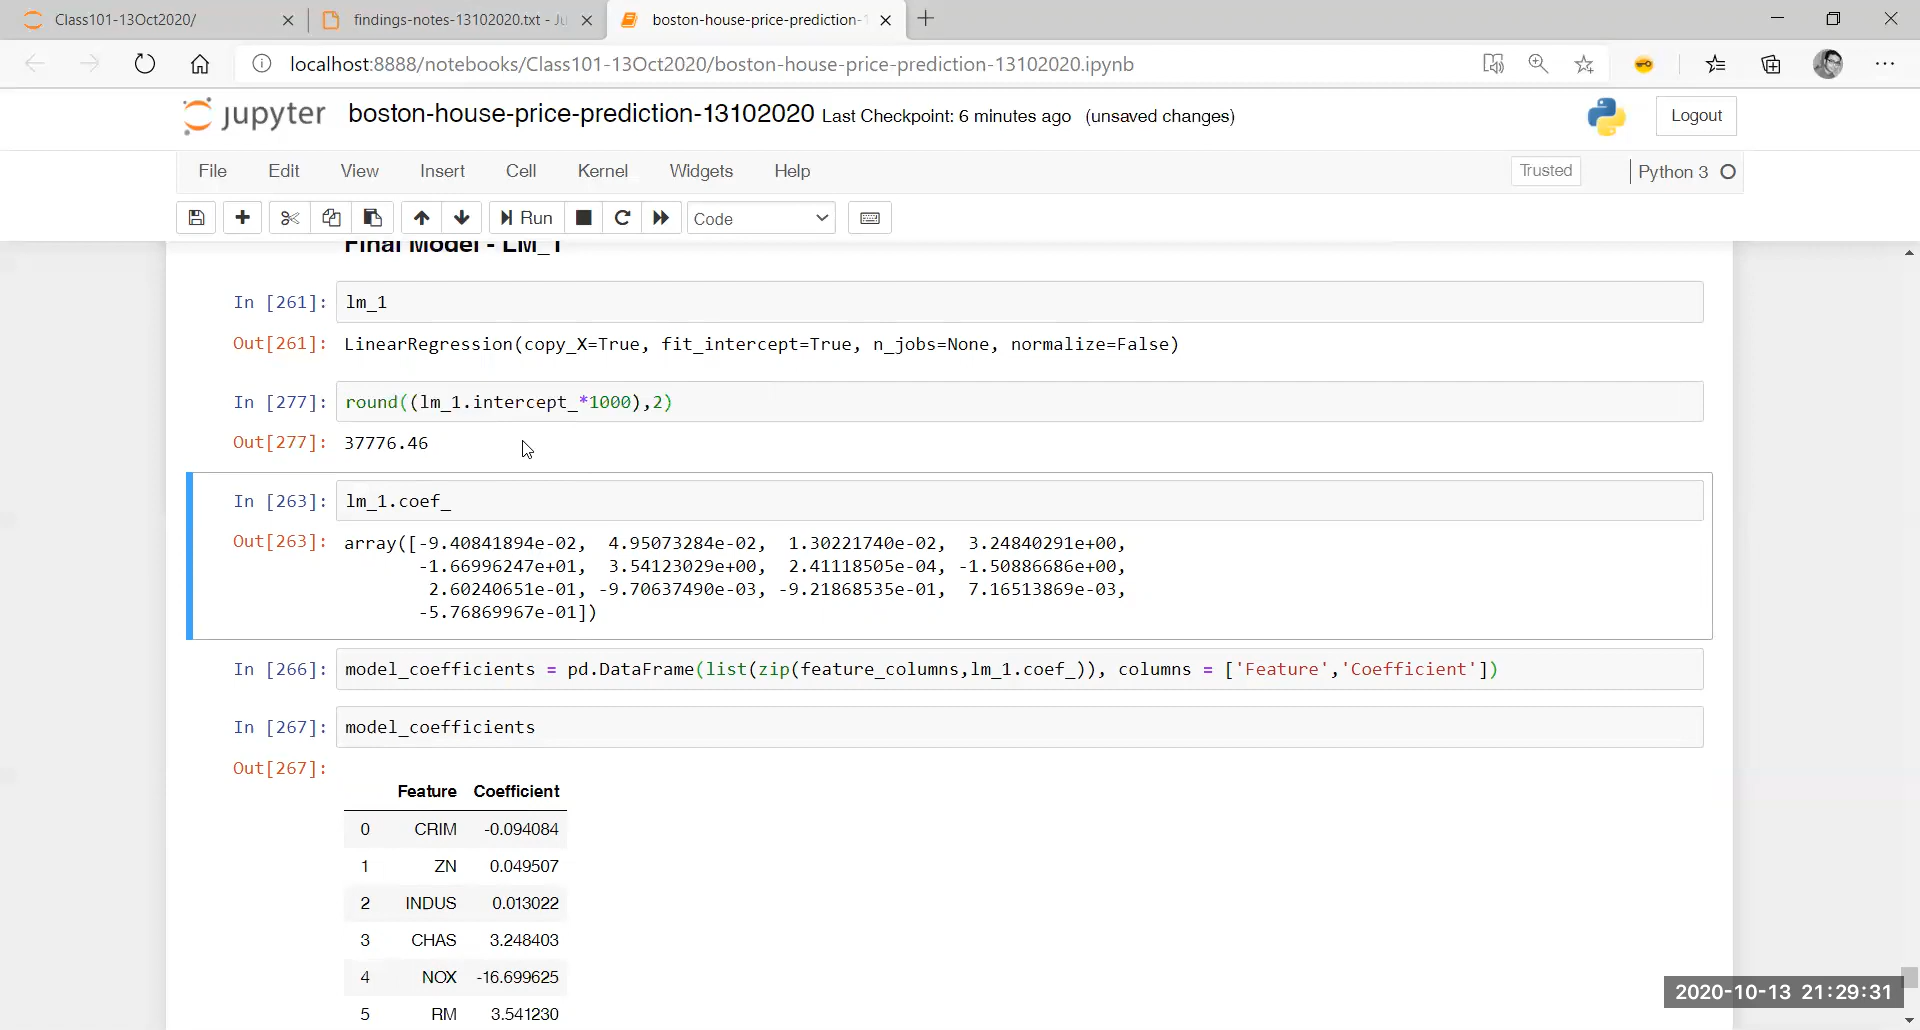 Class101-13Oct2020/
findings-notes-13102020.txt - Ju
boston-house-price-prediction-1
localhost:8888/notebooks/Class101-13Oct2020/boston-house-price-prediction-13102020.ipynb
jupyter boston-house-price-prediction-13102020 Last Checkpoint: 6 minutes ago (unsaved changes)
Logout
File Edit View Insert Cell Kernel Widgets Help
Trusted Python 3
Run Code
Final Model - LM_1
In [261]: lm_1
Out[261]: LinearRegression(copy_X=True, fit_intercept=True, n_jobs=None, normalize=False)
In [277]: round((lm_1.intercept_*1000),2)
Out[277]: 37776.46
In [263]: lm_1.coef_
Out[263]: array([-9.40841894e-02, 4.95073284e-02, 1.30221740e-02, 3.24840291e+00,
-1.66996247e+01, 3.54123029e+00, 2.41118505e-04, -1.50886686e+00,
2.60240651e-01, -9.70637490e-03, -9.21868535e-01, 7.16513869e-03,
-5.76869967e-01])
In [266]: model_coefficients = pd.DataFrame(list(zip(feature_columns,lm_1.coef_)), columns = ['Feature','Coefficient'])
In [267]: model_coefficients
Out[267]:
Feature Coefficient
0 CRIM -0.094084
1 ZN 0.049507
2 INDUS 0.013022
3 CHAS 3.248403
4 NOX -16.699625
5 RM 3.541230
2020-10-13 21:29:31